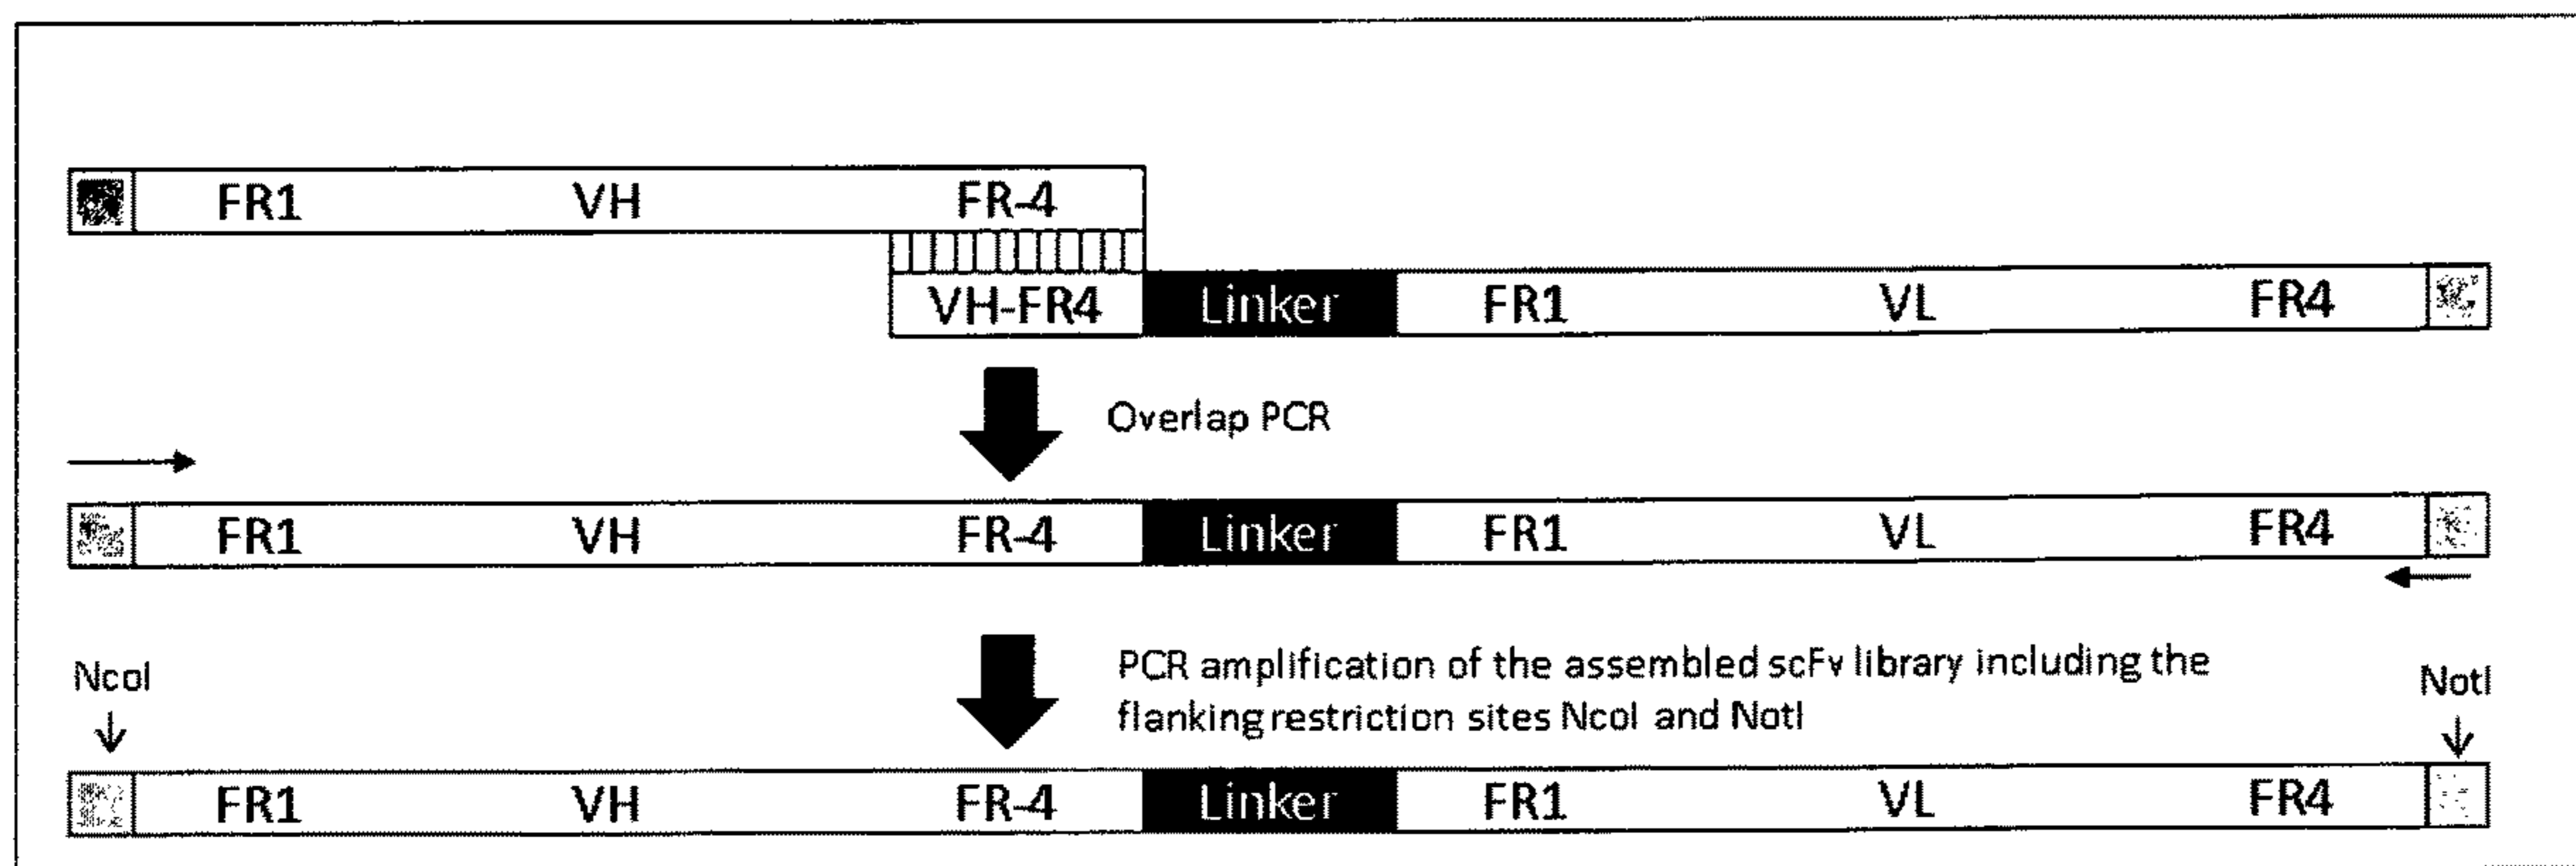 FR1 VH FR-4
VH-FR4 Linker FR1 VL FR4
Overlap PCR
FR1 VH FR-4 Linker FR1 VL FR4
NcoI
PCR amplification of the assembled scFv library including the
flanking restriction sites NcoI and NotI
NotI
FR1 VH FR-4 Linker FR1 VL FR4